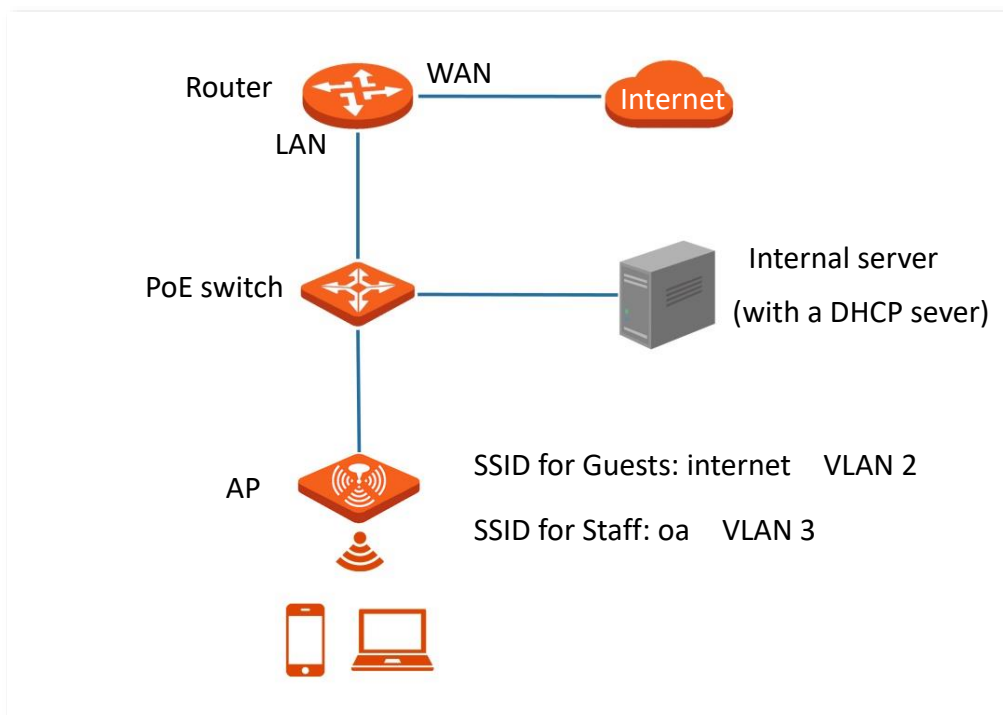 Router
WAN
Internet
LAN
PoE switch
Internal server
(with a DHCP sever)
AP
SSID for Guests: internet VLAN 2
SSID for Staff: oa VLAN 3